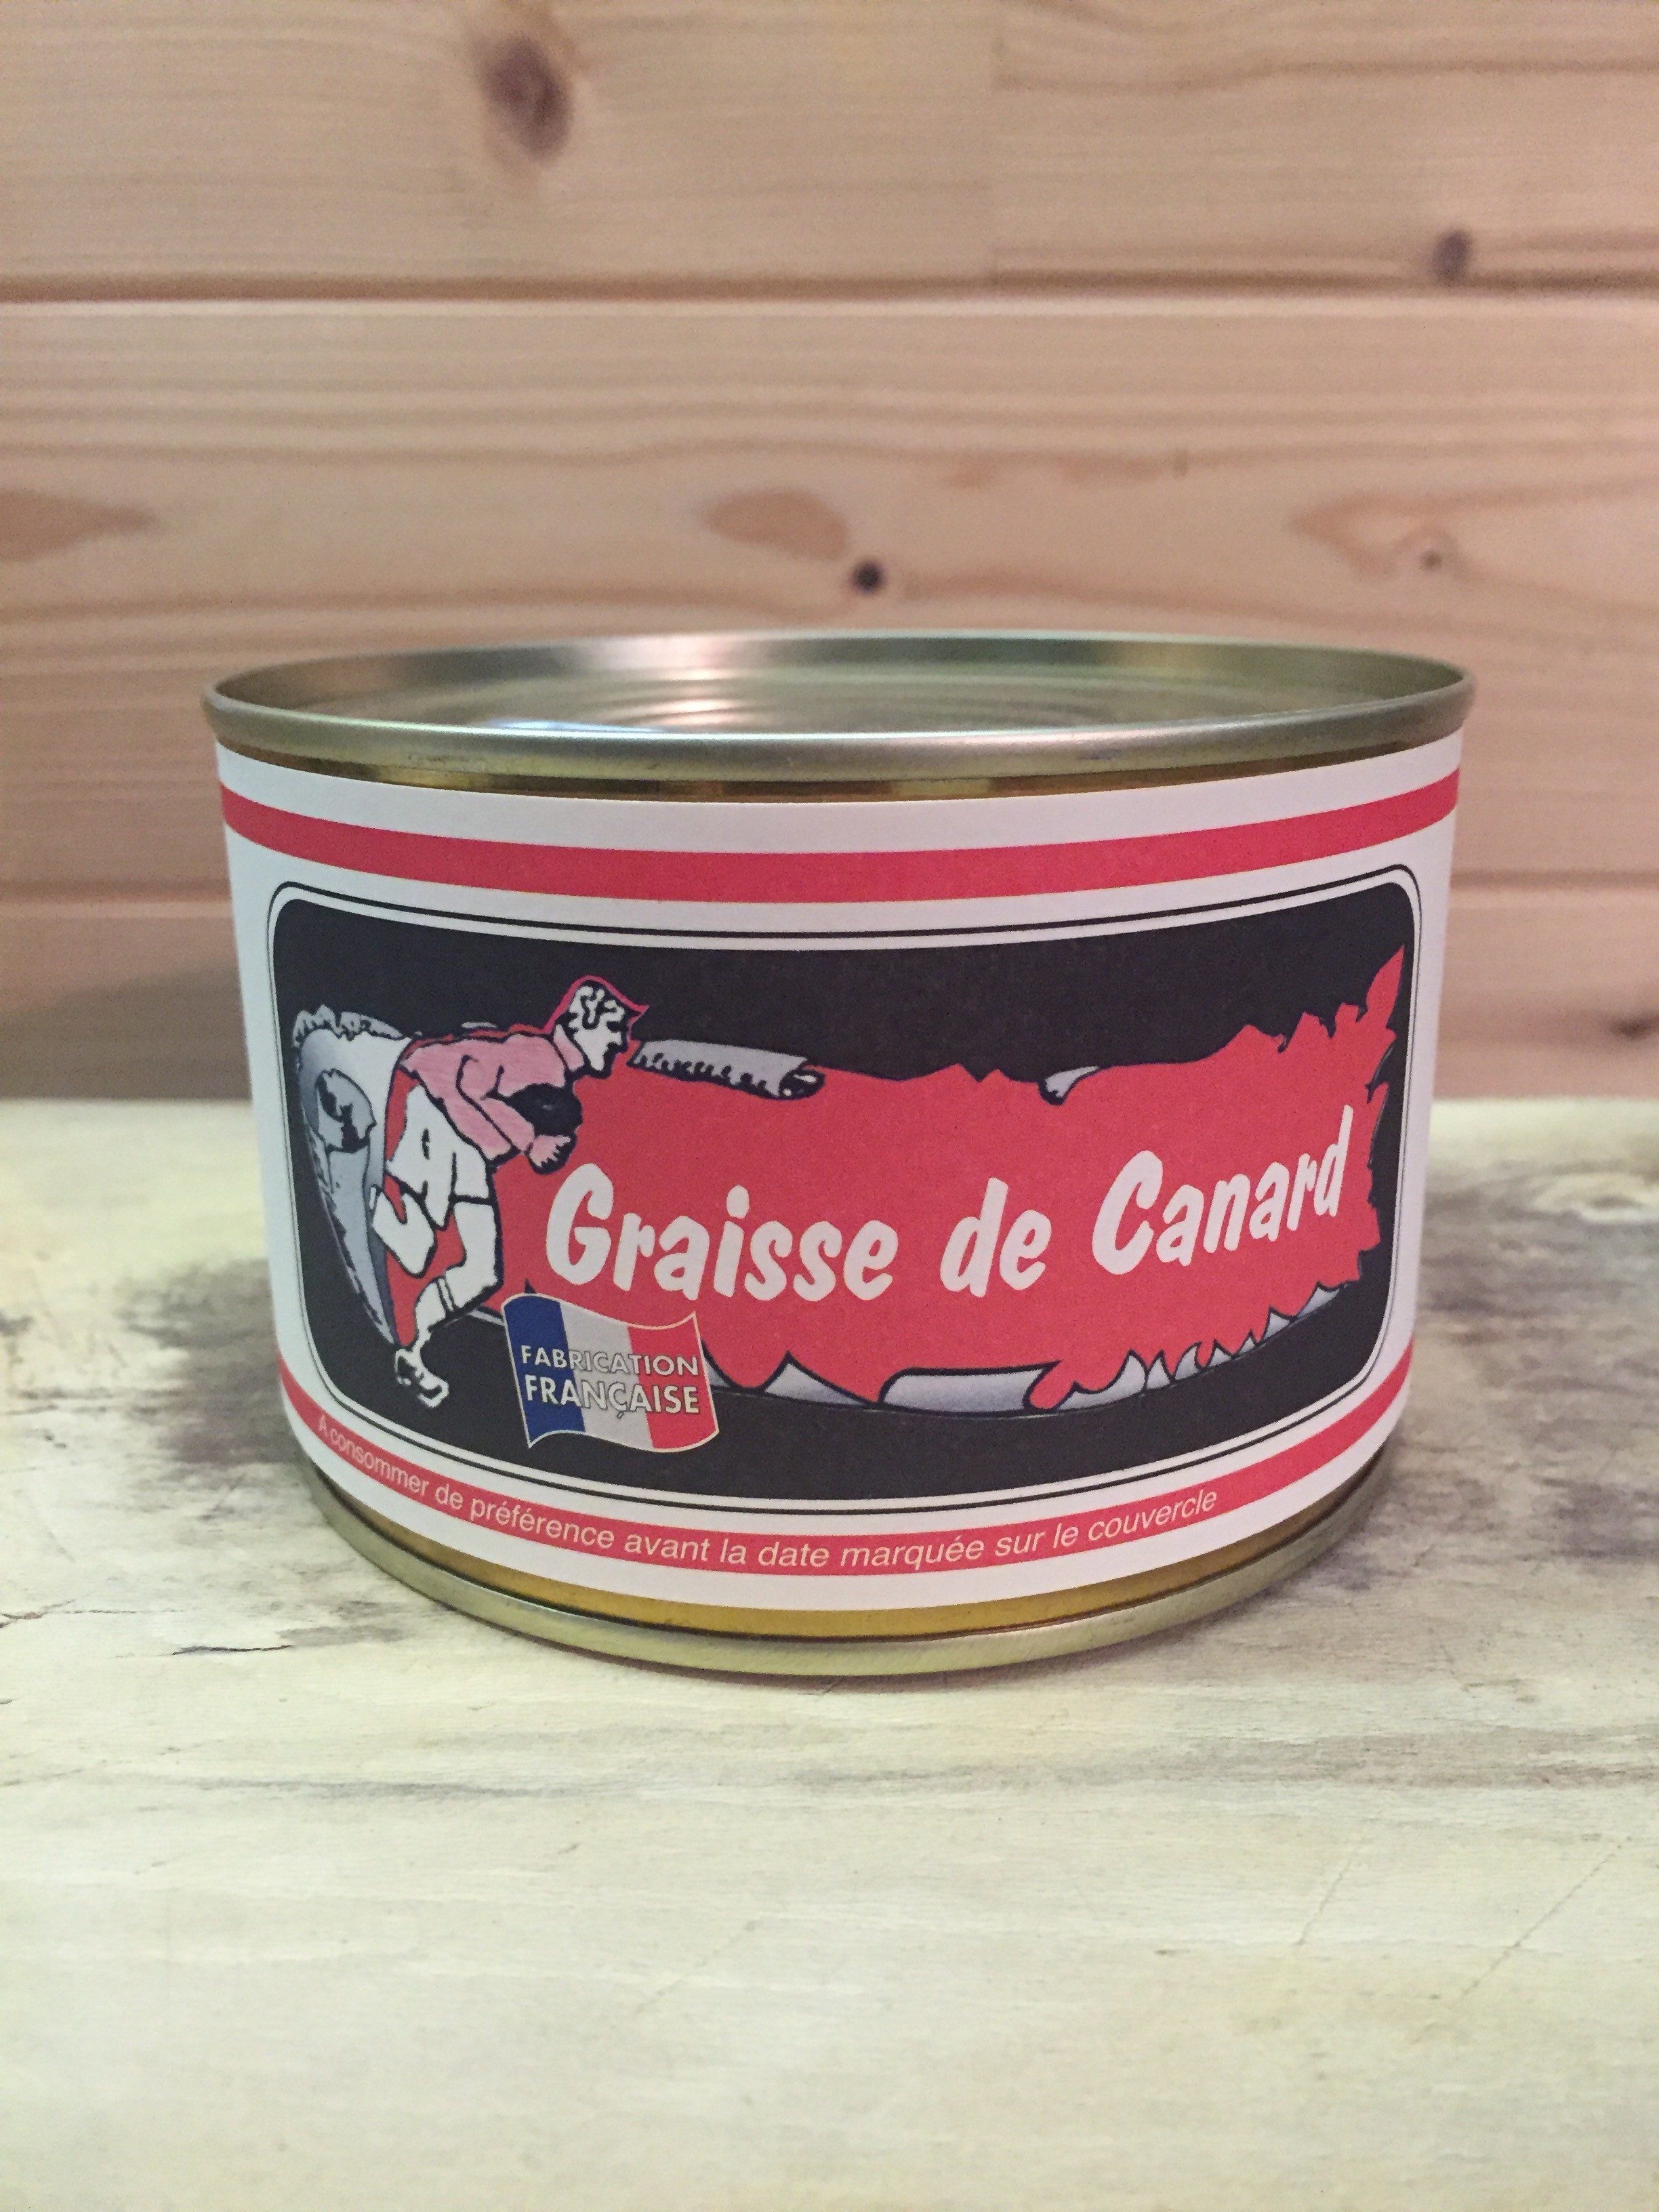 Graisse de Canard
FABRICATION
FRANÇAISE
A consommer de préférence avant la date marquée sur le couvercle